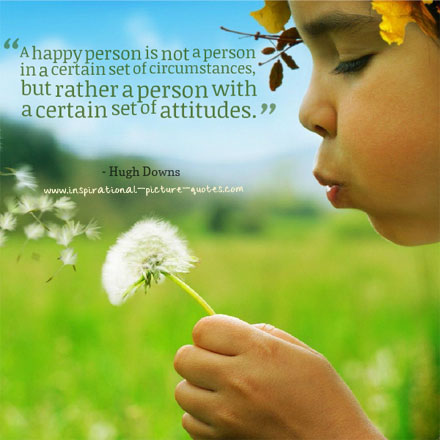 “A happy person is not a person
in a certain set of circumstances,
but rather a person with
a certain set of attitudes.”
- Hugh Downs
www.inspirational-picture-quotes.com